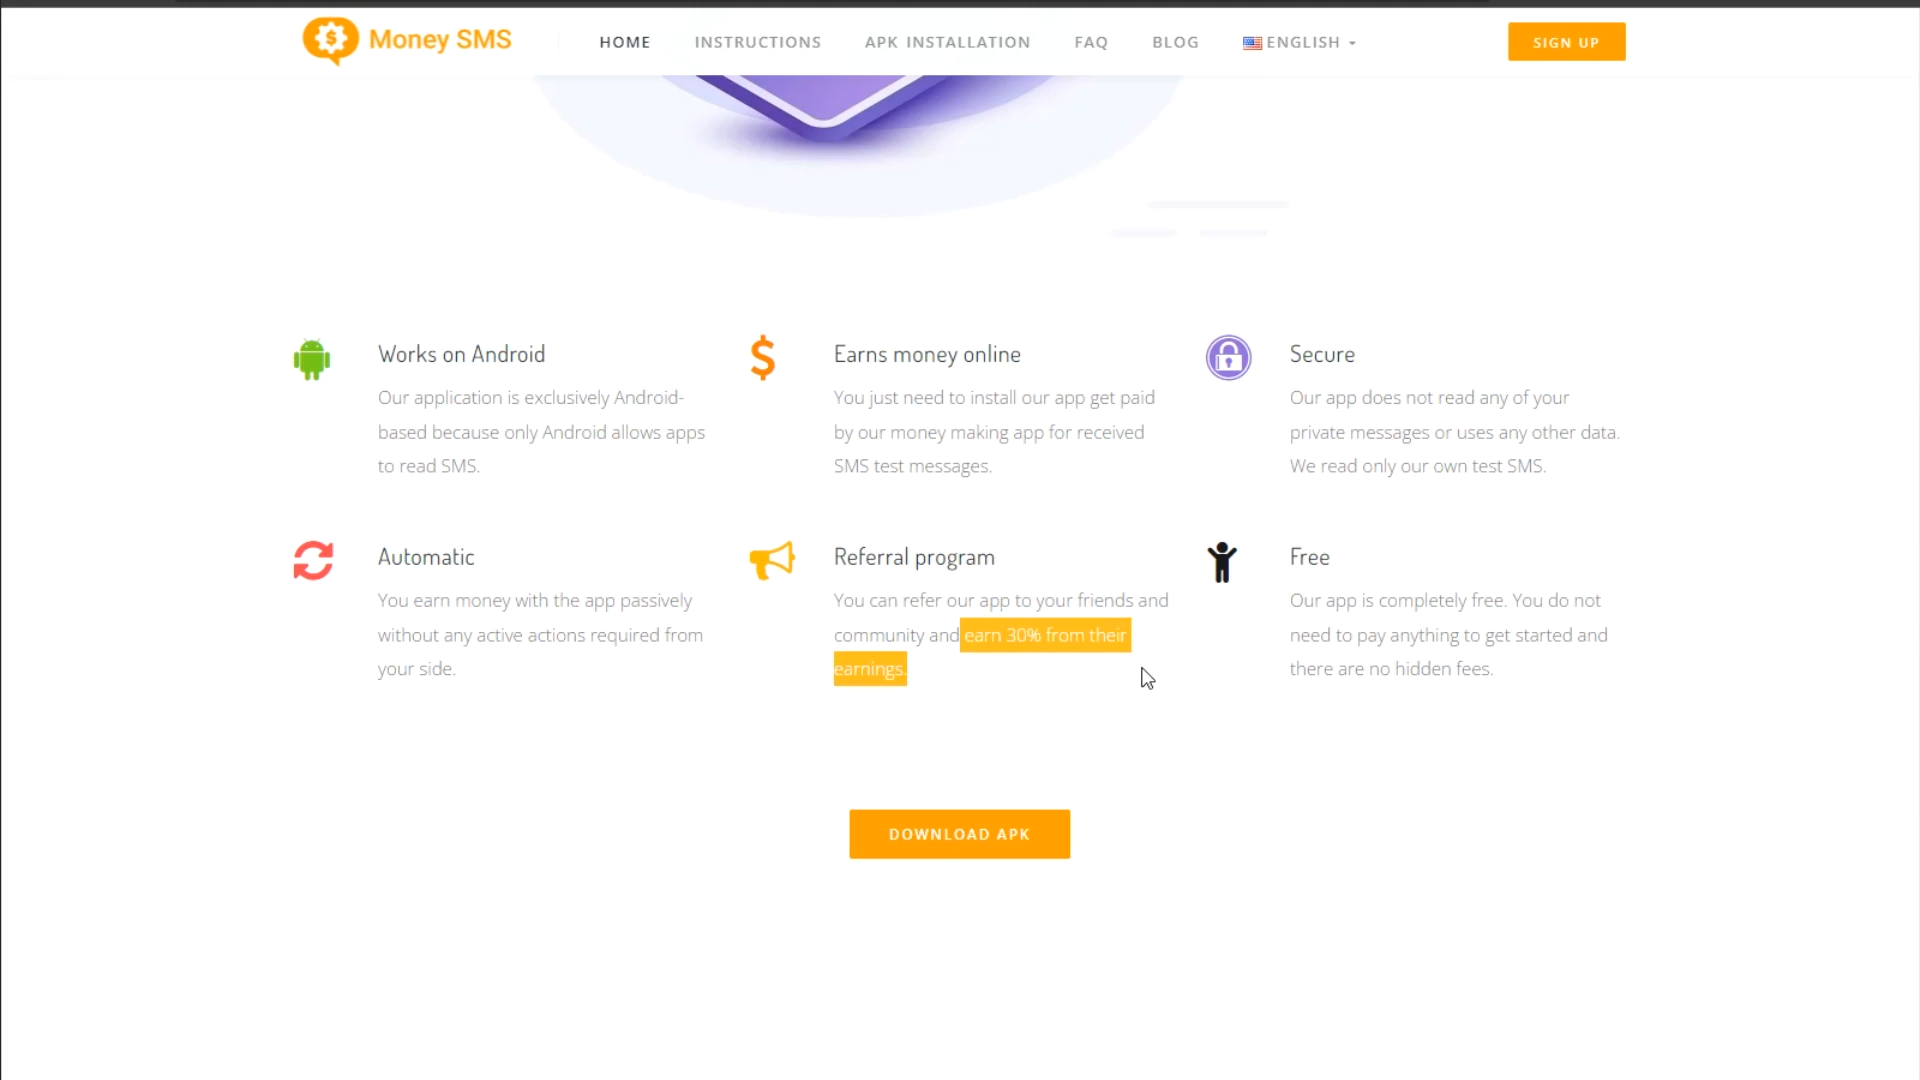 Money SMS
HOME
INSTRUCTIONS
APK INSTALLATION
FAQ
BLOG
ENGLISH
SIGN UP
Works on Android
Our application is exclusively Android-
based because only Android allows apps
to read SMS.
Earns money online
You just need to install our app get paid
by our money making app for received
SMS test messages.
Secure
Our app does not read any of your
private messages or uses any other data.
We read only our own test SMS.
Automatic
You earn money with the app passively
without any active actions required from
your side.
Referral program
You can refer our app to your friends and
community and earn 30% from their
earnings.
Free
Our app is completely free. You do not
need to pay anything to get started and
there are no hidden fees.
DOWNLOAD APK